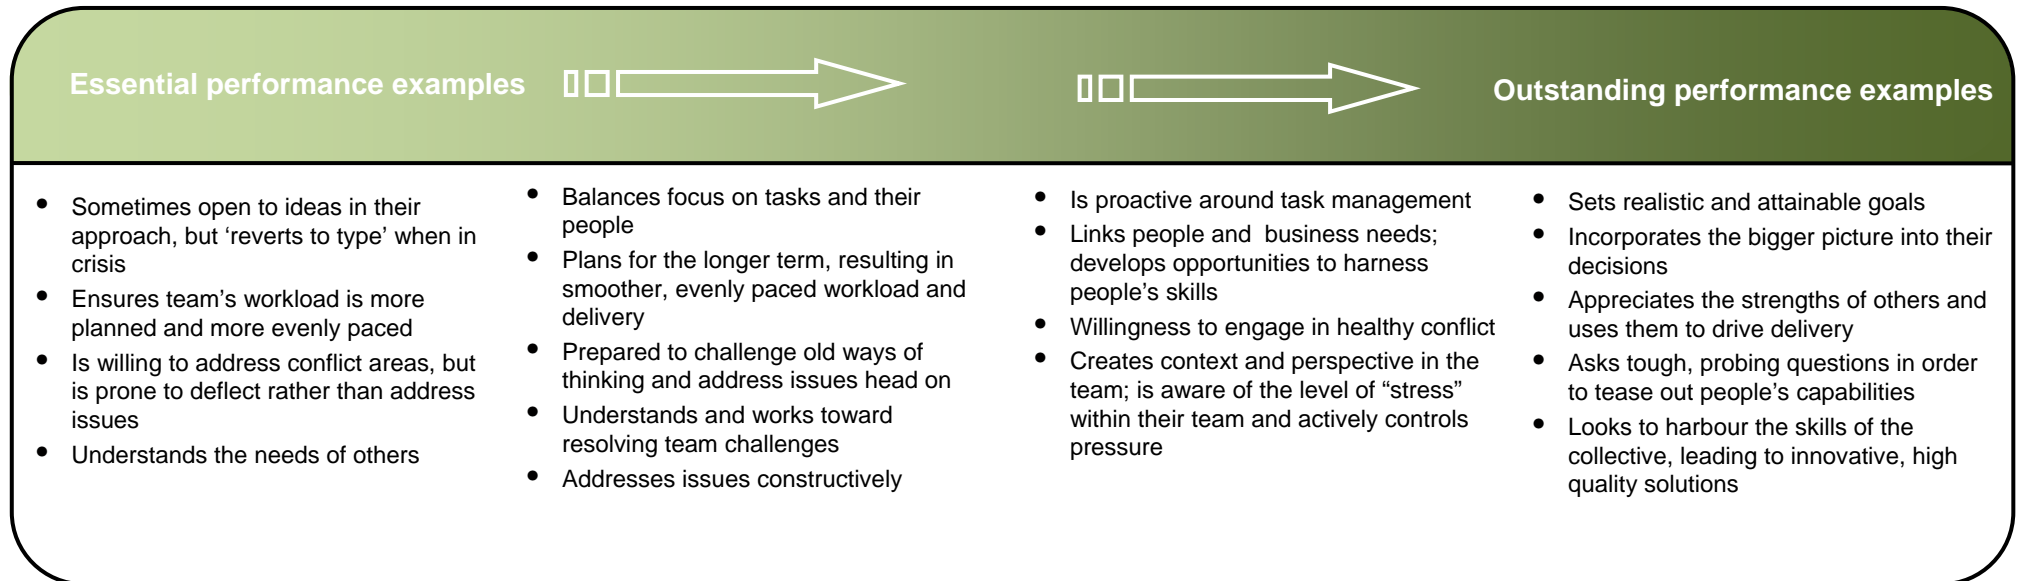 Essential performance examples
Outstanding performance examples
• Sometimes open to ideas in their
approach, but ‘reverts to type’ when in
crisis
• Ensures team’s workload is more
planned and more evenly paced
• Is willing to address conflict areas, but
is prone to deflect rather than address
issues
• Understands the needs of others
• Balances focus on tasks and their
people
• Plans for the longer term, resulting in
smoother, evenly paced workload and
delivery
• Prepared to challenge old ways of
thinking and address issues head on
• Understands and works toward
resolving team challenges
• Addresses issues constructively
• Is proactive around task management
• Links people and  business needs;
develops opportunities to harness
people’s skills
• Willingness to engage in healthy conflict
• Creates context and perspective in the
team; is aware of the level of “stress”
within their team and actively controls
pressure
• Sets realistic and attainable goals
• Incorporates the bigger picture into their
decisions
• Appreciates the strengths of others and
uses them to drive delivery
• Asks tough, probing questions in order
to tease out people’s capabilities
• Looks to harbour the skills of the
collective, leading to innovative, high
quality solutions